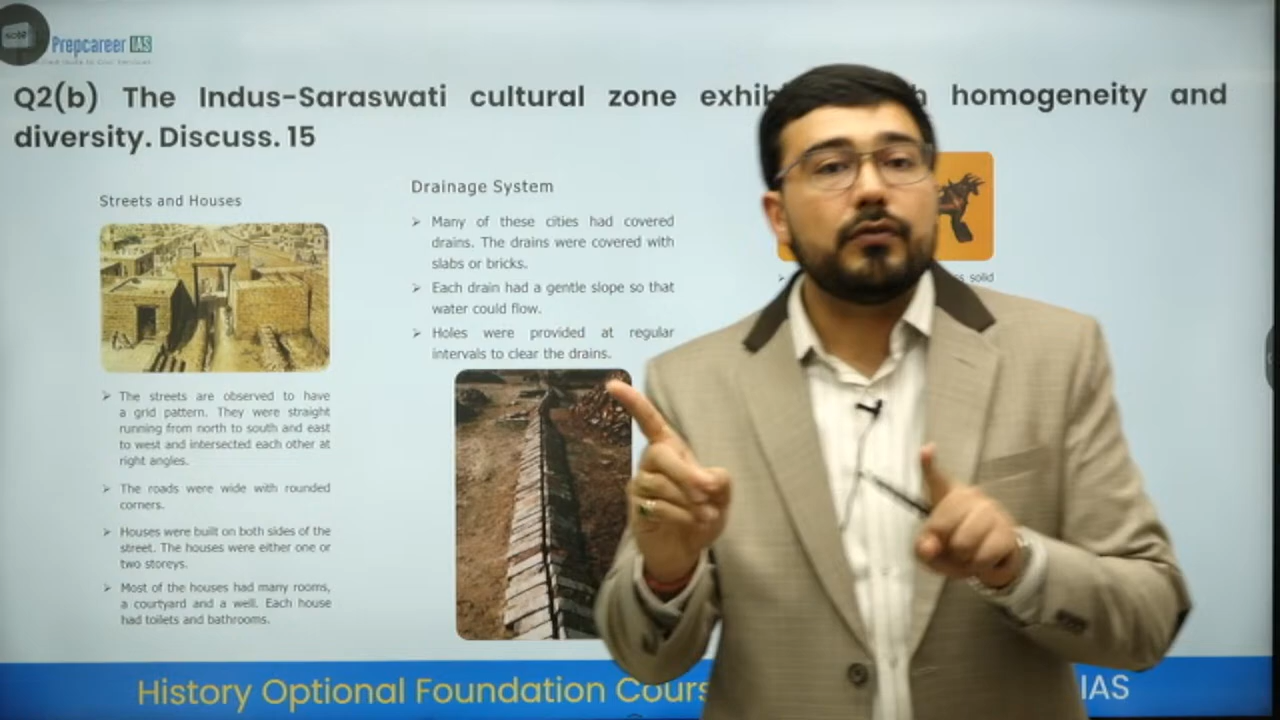 Prepcareer IAS
Q2(b) The Indus-Saraswati cultural zone homogeneity and
diversity. Discuss. 15
Streets and Houses
➢ The streets are observed to have
a grid pattern. They were straight
running from north to south and east
to west and intersected each other at
right angles.
➢ The roads were wide with rounded
corners.
➢ Houses were built on both sides of the
street. The houses were either one or
two storeys.
➢ Most of the houses had many rooms,
a courtyard and a well. Each house
had toilets and bathrooms.
Drainage System
➢ Many of these cities had covered
drains. The drains were covered with
slabs or bricks.
➢ Each drain had a gentle slope so that
water could flow.
➢ Holes were provided at regular
intervals to clear the drains.
solid
History Optional Foundation IAS